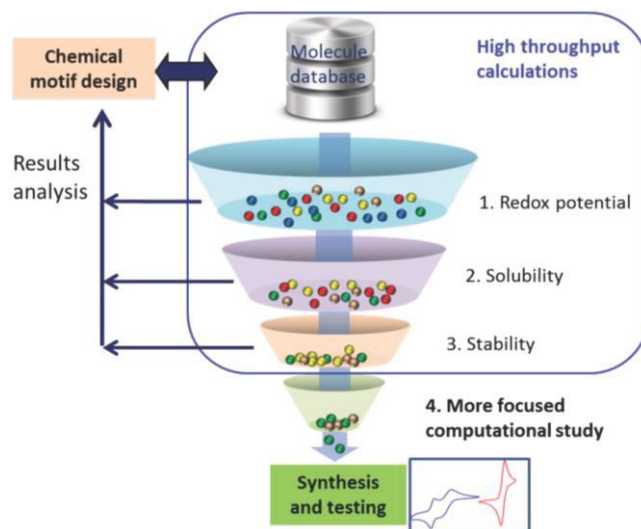 Chemical
motif design
Molecule
database
High throughput
calculations
Results
analysis
1. Redox potential
2. Solubility
3. Stability
4. More focused
computational study
Synthesis
and testing